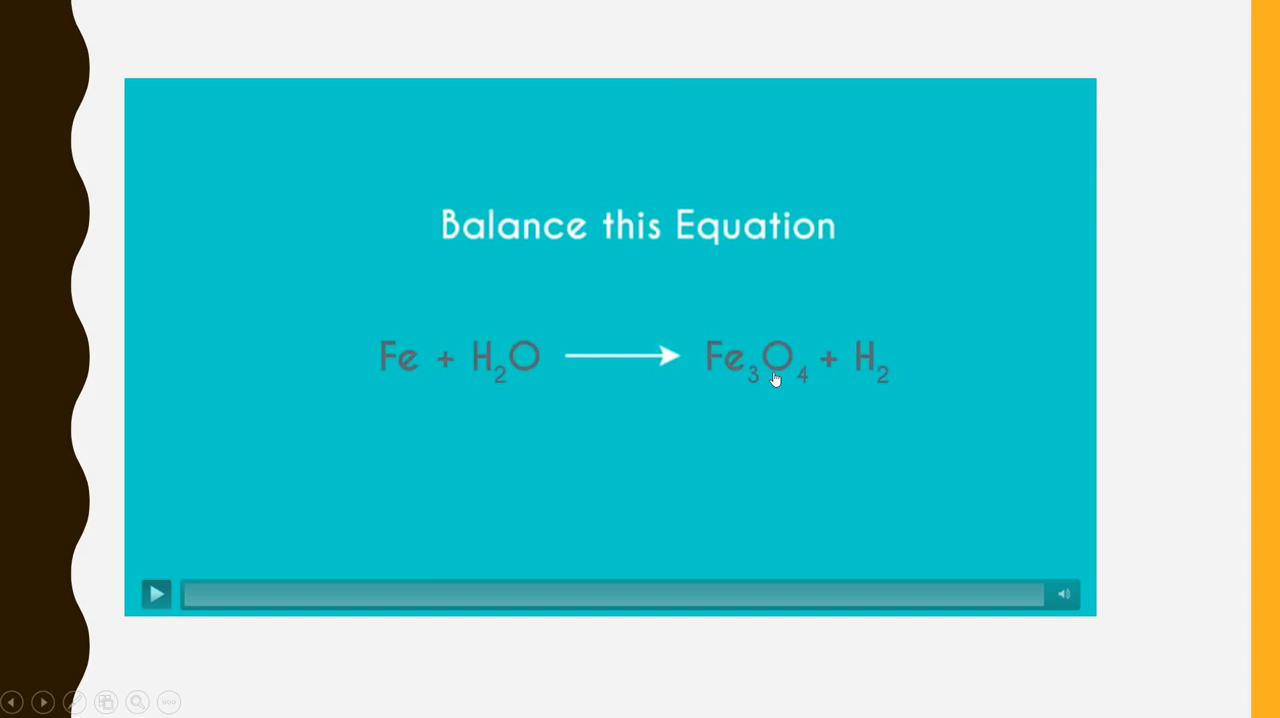 Balance this Equation
Fe + H₂O ⟶ Fe₃O₄ + H₂